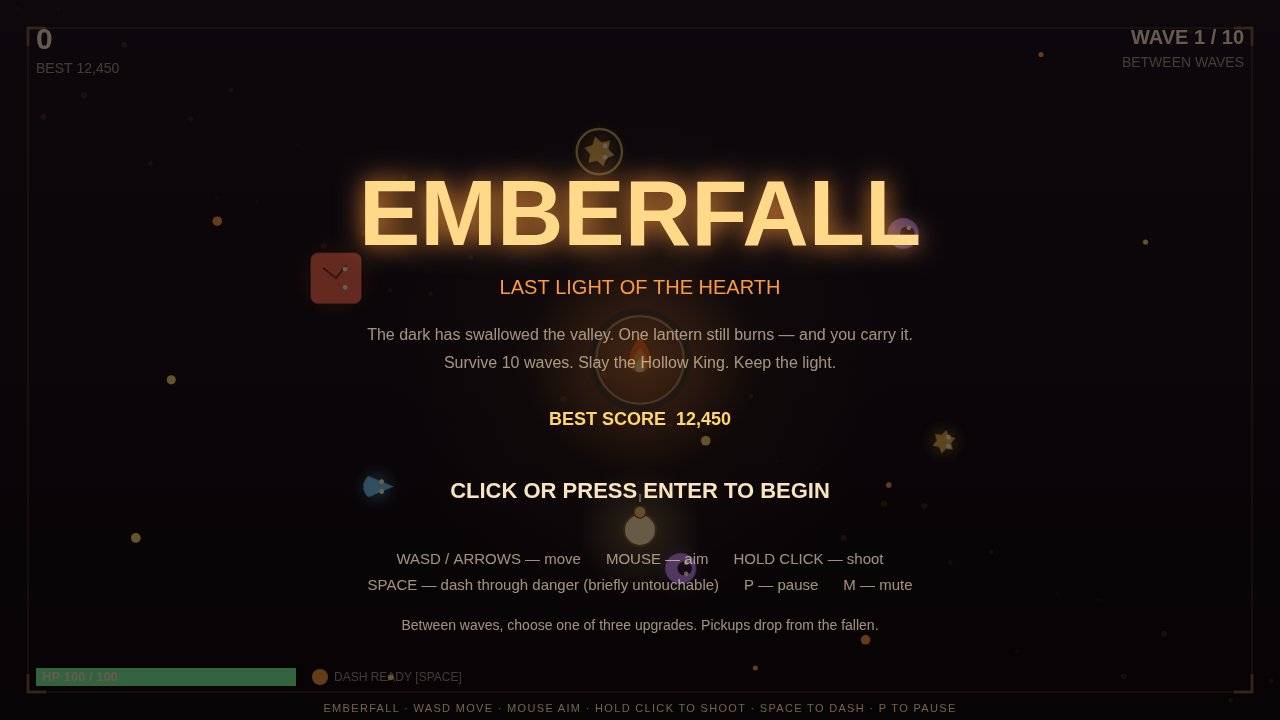 0
WAVE 1 / 10
BEST 12,450
BETWEEN WAVES
EMBERFALL
LAST LIGHT OF THE HEARTH
The dark has swallowed the valley. One lantern still burns — and you carry it.
Survive 10 waves. Slay the Hollow King. Keep the light.
BEST SCORE 12,450
CLICK OR PRESS ENTER TO BEGIN
WASD / ARROWS — move MOUSE — aim HOLD CLICK — shoot
SPACE — dash through danger (briefly untouchable) P — pause M — mute
Between waves, choose one of three upgrades. Pickups drop from the fallen.
HP 100 / 100 DASH READY [SPACE]
EMBERFALL · WASD MOVE · MOUSE AIM · HOLD CLICK TO SHOOT · SPACE TO DASH · P TO PAUSE